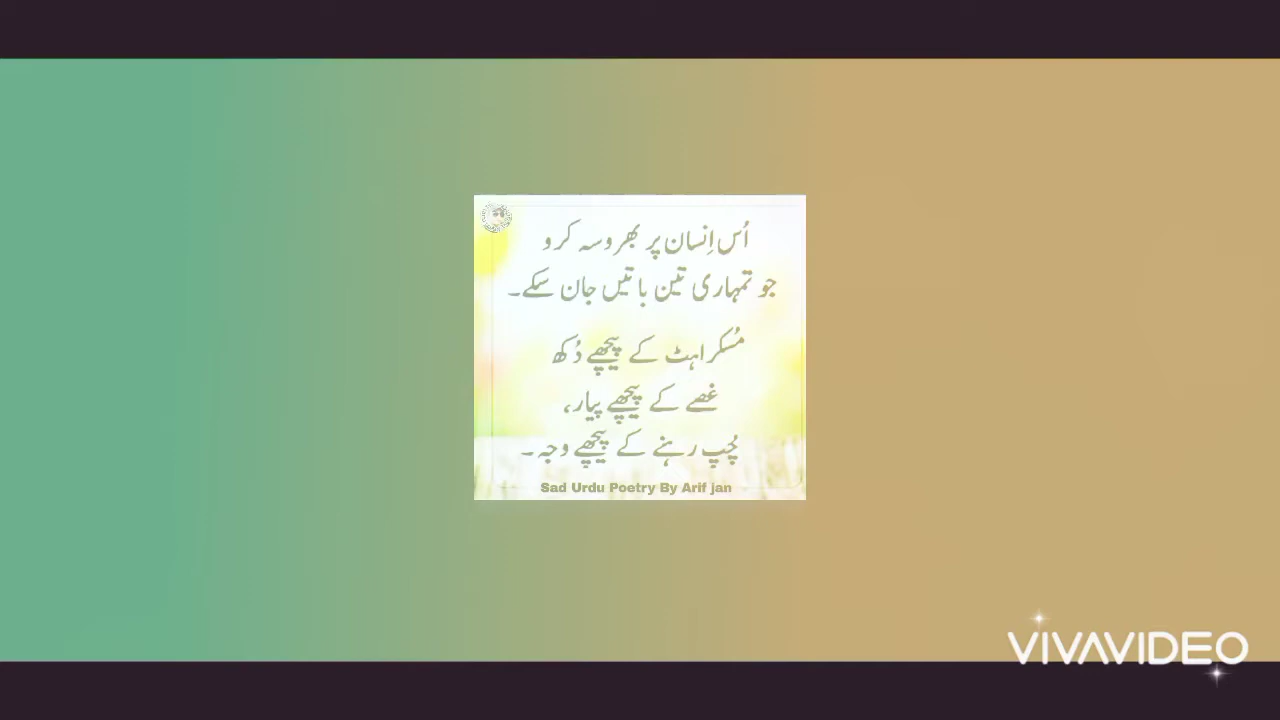 اُس اِنسان پر بھروسہ کرو
جو تمہاری تین باتیں جان سکے۔
مُسکراہٹ کے پیچھے دُکھ
غصے کے پیچھے پیار،
چُپ رہنے کے پیچھے وجہ۔
Sad Urdu Poetry By Arif jan
VIVAVIDEO